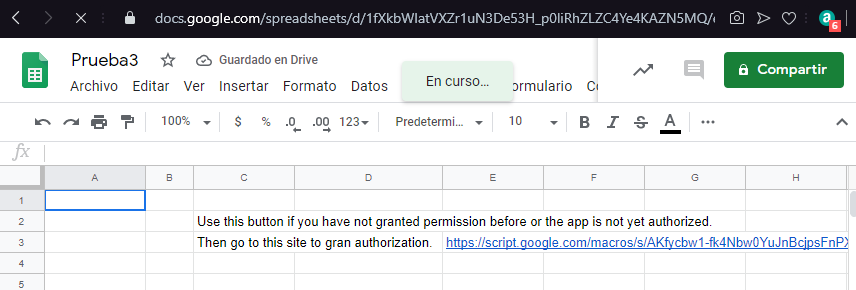 docs.google.com/spreadsheets/d/1fXkbWIatVXZr1uN3De53H_p0liRhZLZC4Ye4KAZN5MQ/
a 6
Prueba3 Guardado en Drive
Archivo Editar Ver Insertar Formato Datos En curso... ormulario
Compartir
100% $ % .0 .00 123 Predetermi... 10 B I S A
fx
A B C D E F G H
1
2 Use this button if you have not granted permission before or the app is not yet authorized.
3 Then go to this site to gran authorization. https://script.google.com/macros/s/AKfycbw1-fk4Nbw0YuJnBcjpsFnPX
4
5